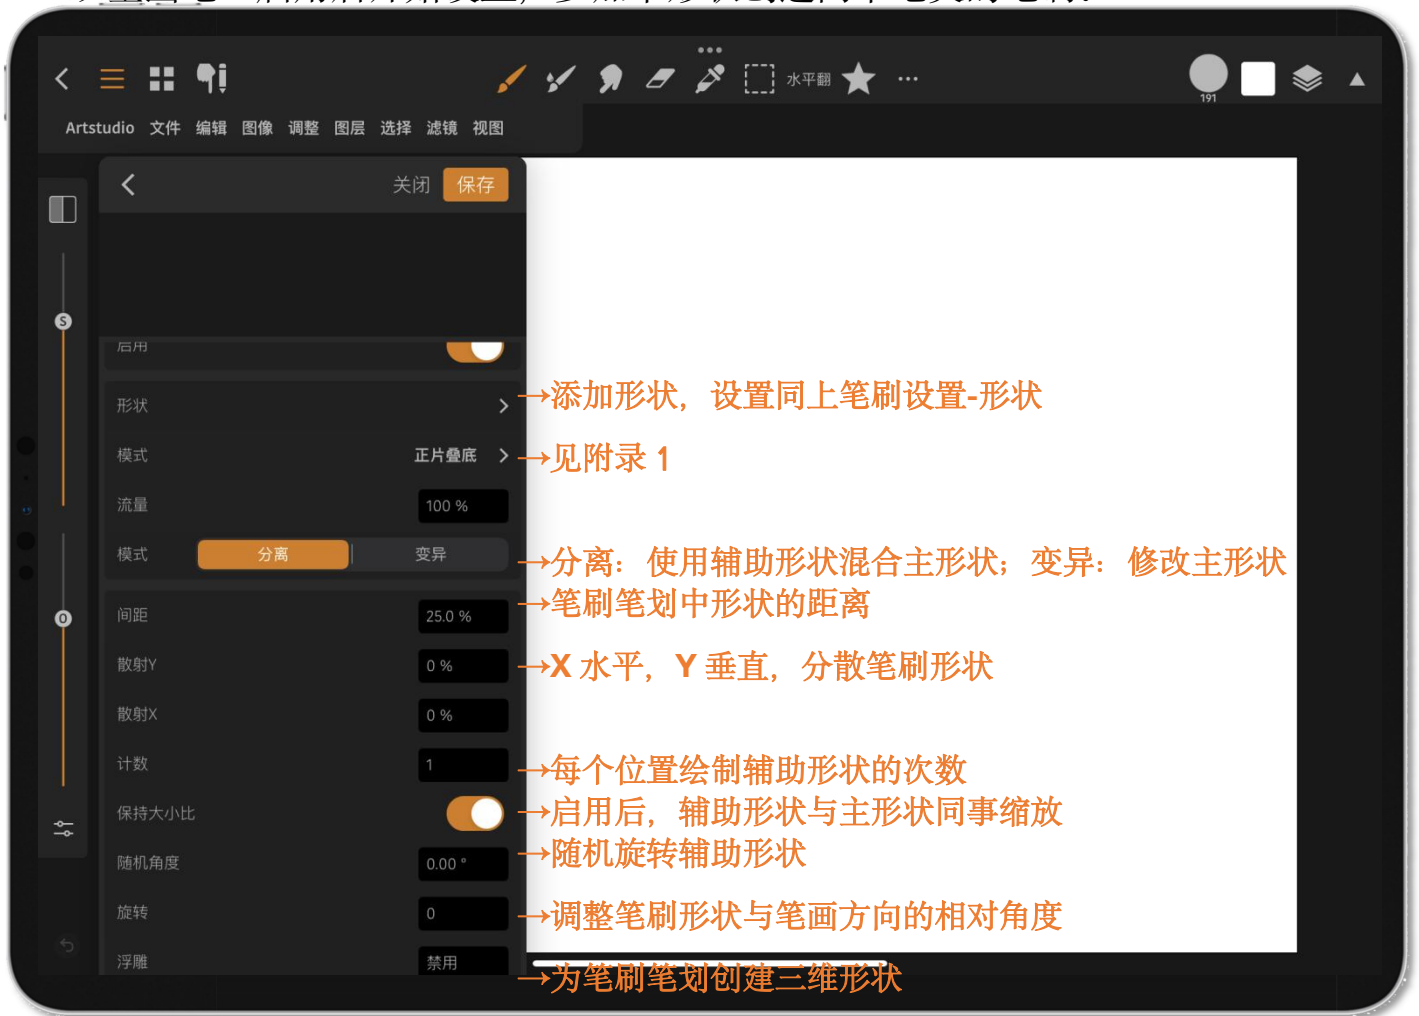 水平翻
191
Artstudio 文件 编辑 图像 调整 图层 选择 滤镜 视图
关闭 保存
S
启用
形状 →添加形状，设置同上笔刷设置-形状
模式 正片叠底 →见附录 1
流量 100 %
模式 分离 变异 →分离：使用辅助形状混合主形状；变异：修改主形状
→笔刷笔划中形状的距离
间距 25.0 %
O
散射Y 0 % →X 水平，Y 垂直，分散笔刷形状
散射X 0 %
计数 1 →每个位置绘制辅助形状的次数
保持大小比 →启用后，辅助形状与主形状同事缩放
→随机旋转辅助形状
随机角度 0.00 °
旋转 0 →调整笔刷形状与笔画方向的相对角度
浮雕 禁用 →为笔刷笔划创建三维形状